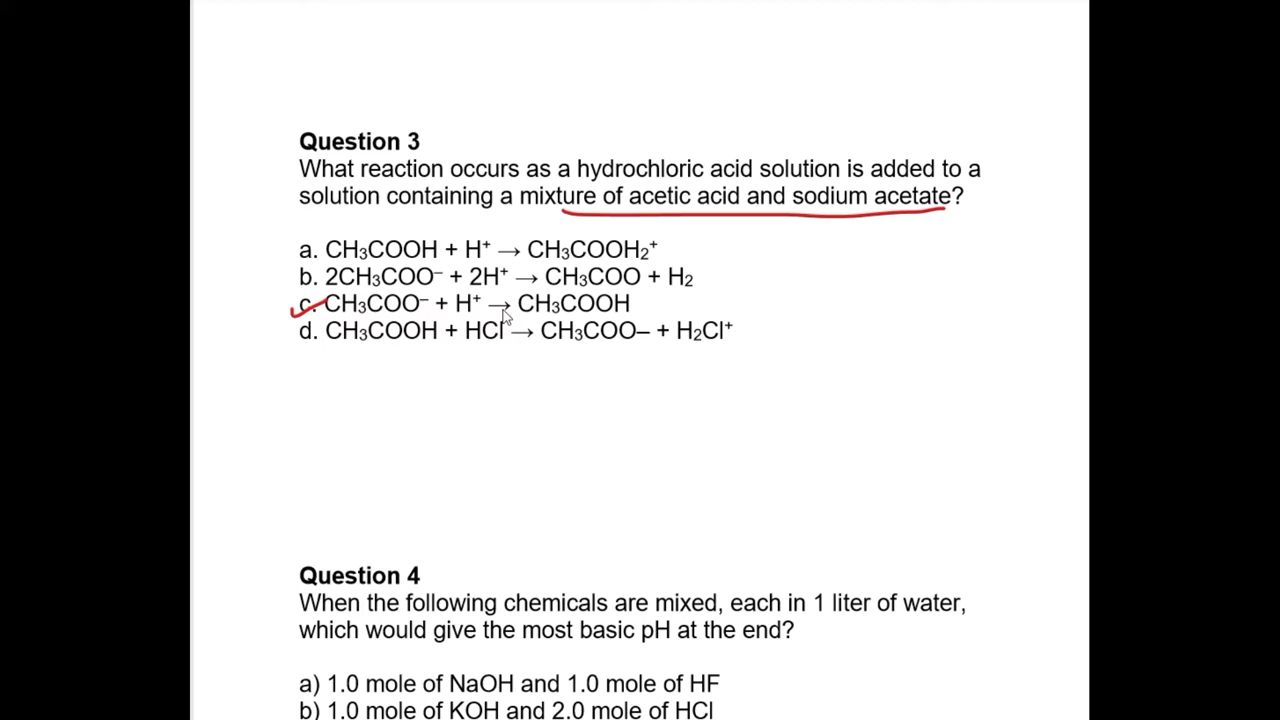 Question 3
What reaction occurs as a hydrochloric acid solution is added to a
solution containing a mixture of acetic acid and sodium acetate?
a. CH₃COOH + H⁺ → CH₃COOH₂⁺
b. 2CH₃COO⁻ + 2H⁺ → CH₃COO + H₂
c. CH₃COO⁻ + H⁺ → CH₃COOH
d. CH₃COOH + HCl → CH₃COO– + H₂Cl⁺
Question 4
When the following chemicals are mixed, each in 1 liter of water,
which would give the most basic pH at the end?
a) 1.0 mole of NaOH and 1.0 mole of HF
b) 1.0 mole of KOH and 2.0 mole of HCl